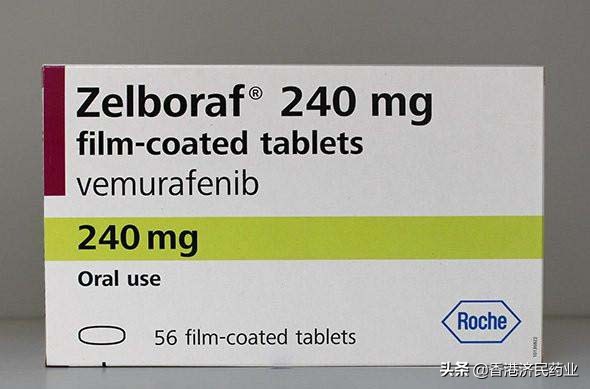 Zelboraf® 240 mg
film-coated tablets
vemurafenib
240 mg
Oral use
56 film-coated tablets
Roche
头条 @香港济民药业